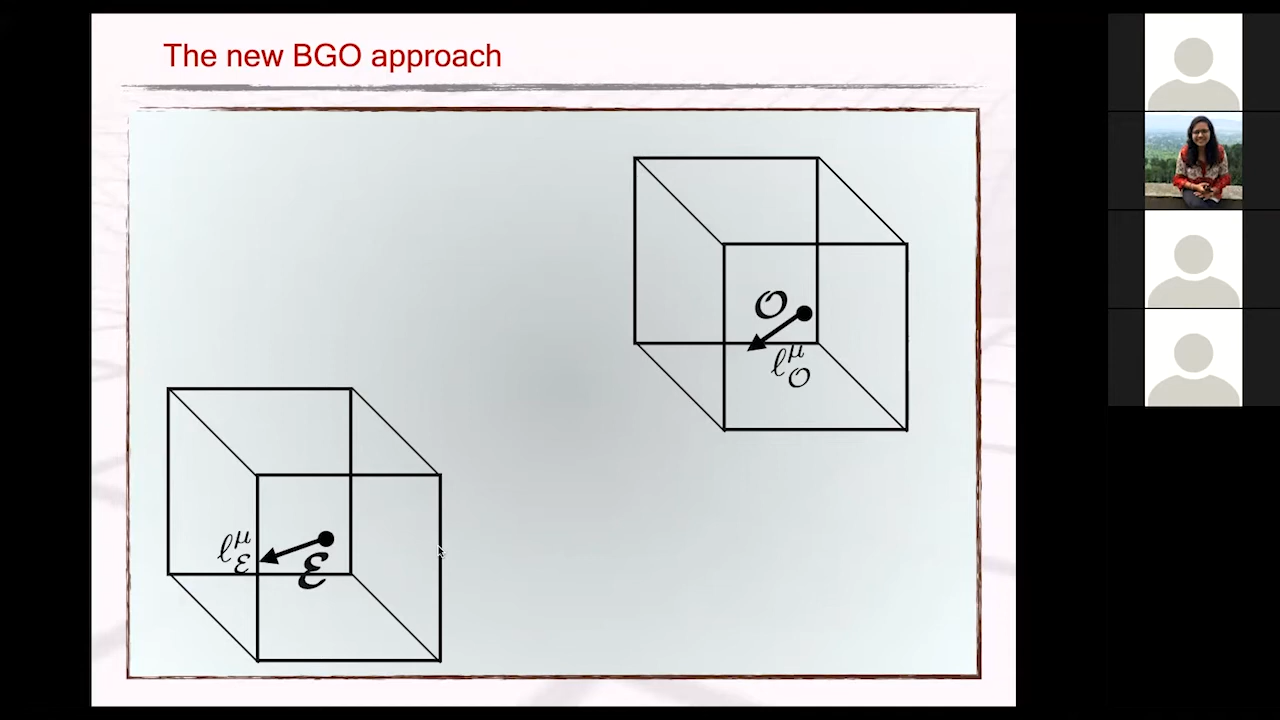 The new BGO approach
𝒪
ℓ^μ_𝒪
ℓ^μ_ℰ
ℰ